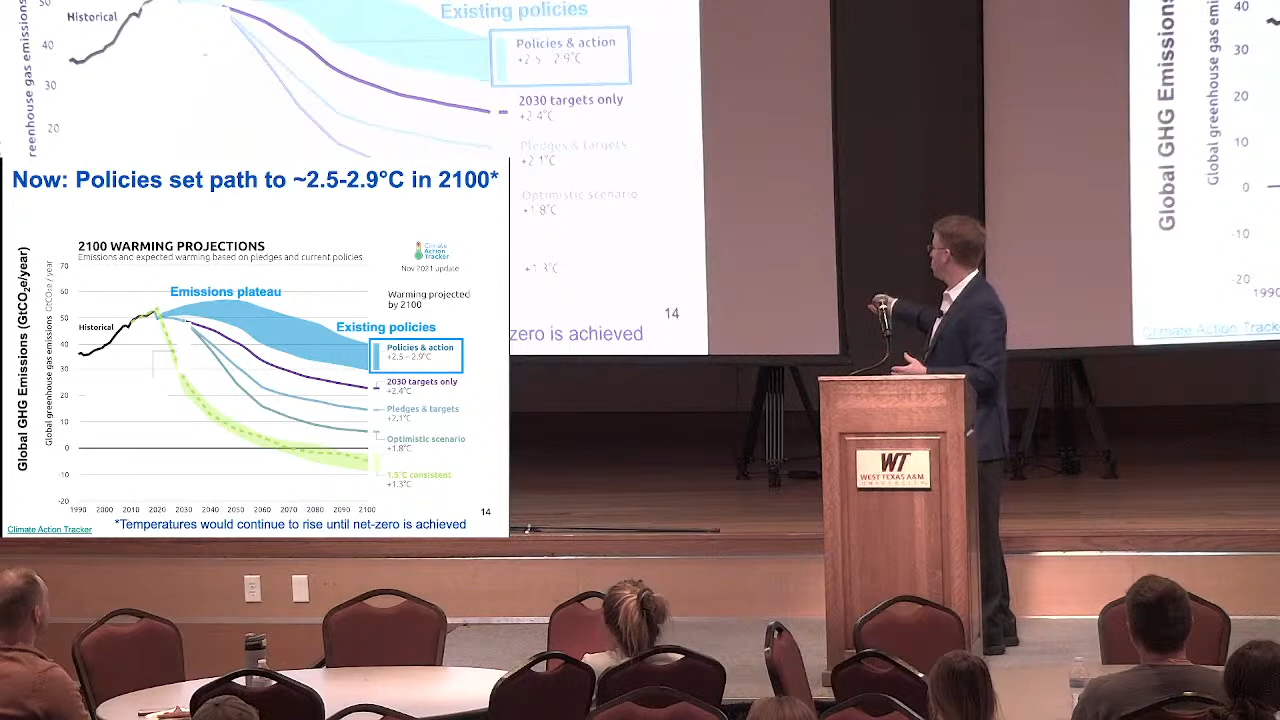 50
Historical
40
30
20
reenhouse gas emissions
Existing policies
Policies & action
+2.5 - 2.9°C
2030 targets only
+2.4°C
Pledges & targets
+2.1°C
Optimistic scenario
+1.8°C
+1.3°C
14
zero is achieved
Global GHG Emissions
Global greenhouse gas emi
40
30
20
10
0
-10
-20
1990
Climate Action Tracke
Now: Policies set path to ~2.5-2.9°C in 2100*
2100 WARMING PROJECTIONS
Emissions and expected warming based on pledges and current policies
Climate
Action
Tracker
Nov 2021 update
Warming projected
by 2100
Global GHG Emissions (GtCO2e/year)
Global greenhouse gas emissions GtCO2e / year
70
60
50
40
30
20
10
0
-10
-20
Emissions plateau
Historical
Existing policies
Policies & action
+2.5 – 2.9°C
2030 targets only
+2.4°C
Pledges & targets
+2.1°C
Optimistic scenario
+1.8°C
1.5°C consistent
+1.3°C
1990 2000 2010 2020 2030 2040 2050 2060 2070 2080 2090 2100
14
*Temperatures would continue to rise until net-zero is achieved
Climate Action Tracker
WT
WEST TEXAS A&M
UNIVERSITY